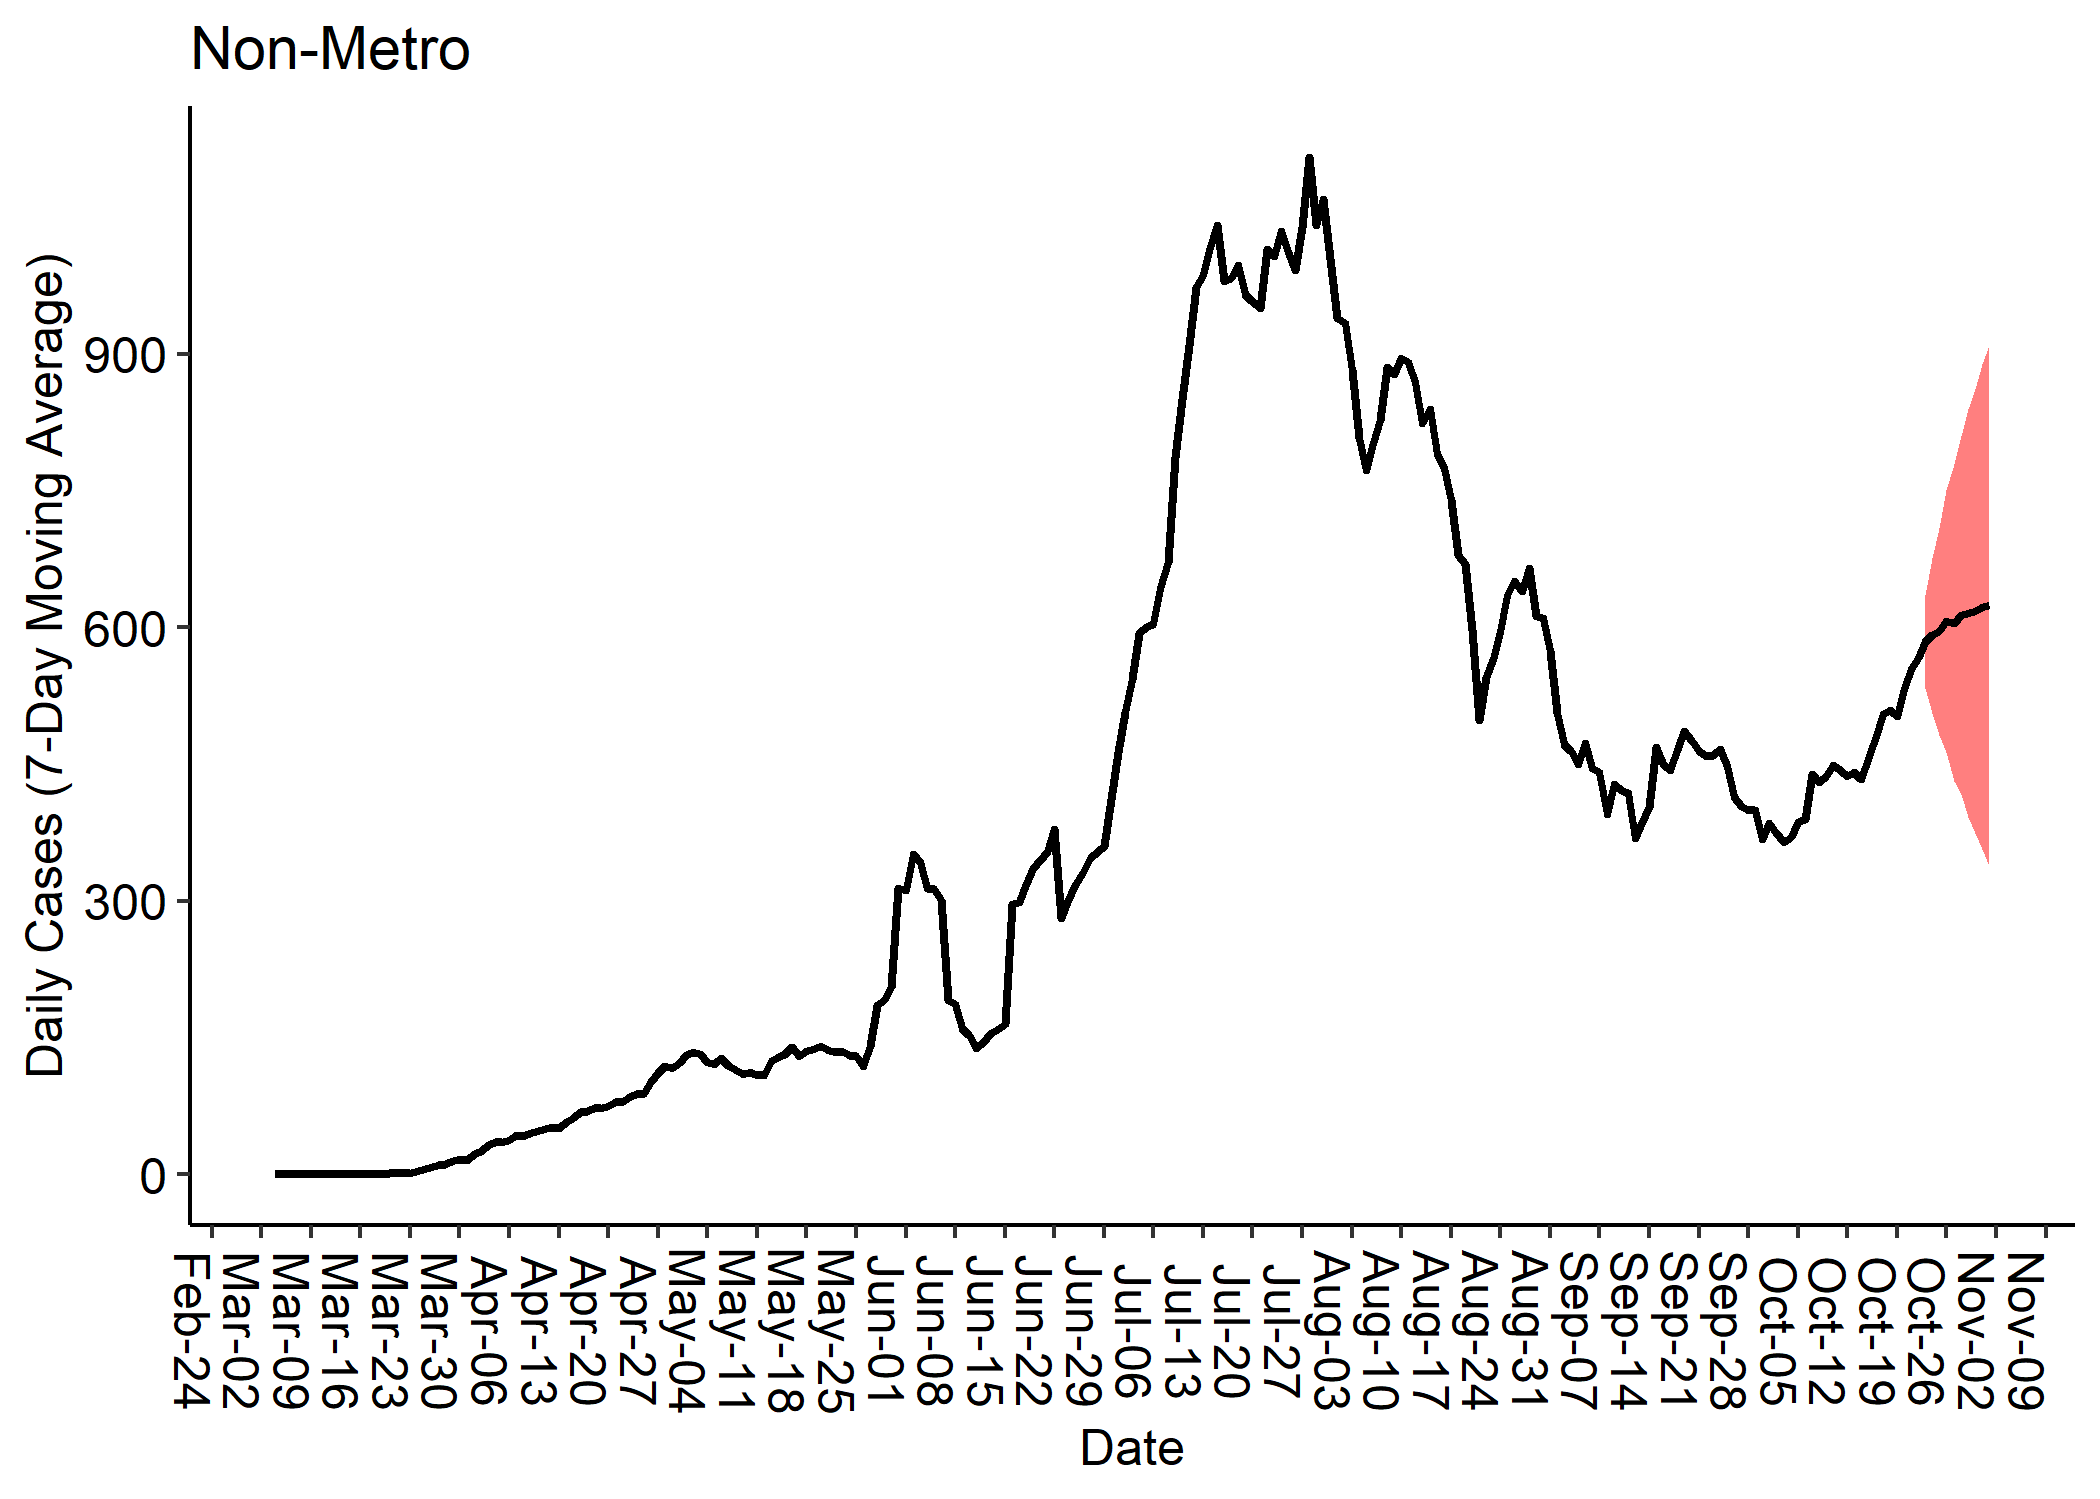 Non-Metro
Daily Cases (7-Day Moving Average)
900
600
300
0
Feb-24
Mar-02
Mar-09
Mar-16
Mar-23
Mar-30
Apr-06
Apr-13
Apr-20
Apr-27
May-04
May-11
May-18
May-25
Jun-01
Jun-08
Jun-15
Jun-22
Jun-29
Jul-06
Jul-13
Jul-20
Jul-27
Aug-03
Aug-10
Aug-17
Aug-24
Aug-31
Sep-07
Sep-14
Sep-21
Sep-28
Oct-05
Oct-12
Oct-19
Oct-26
Nov-02
Nov-09
Date